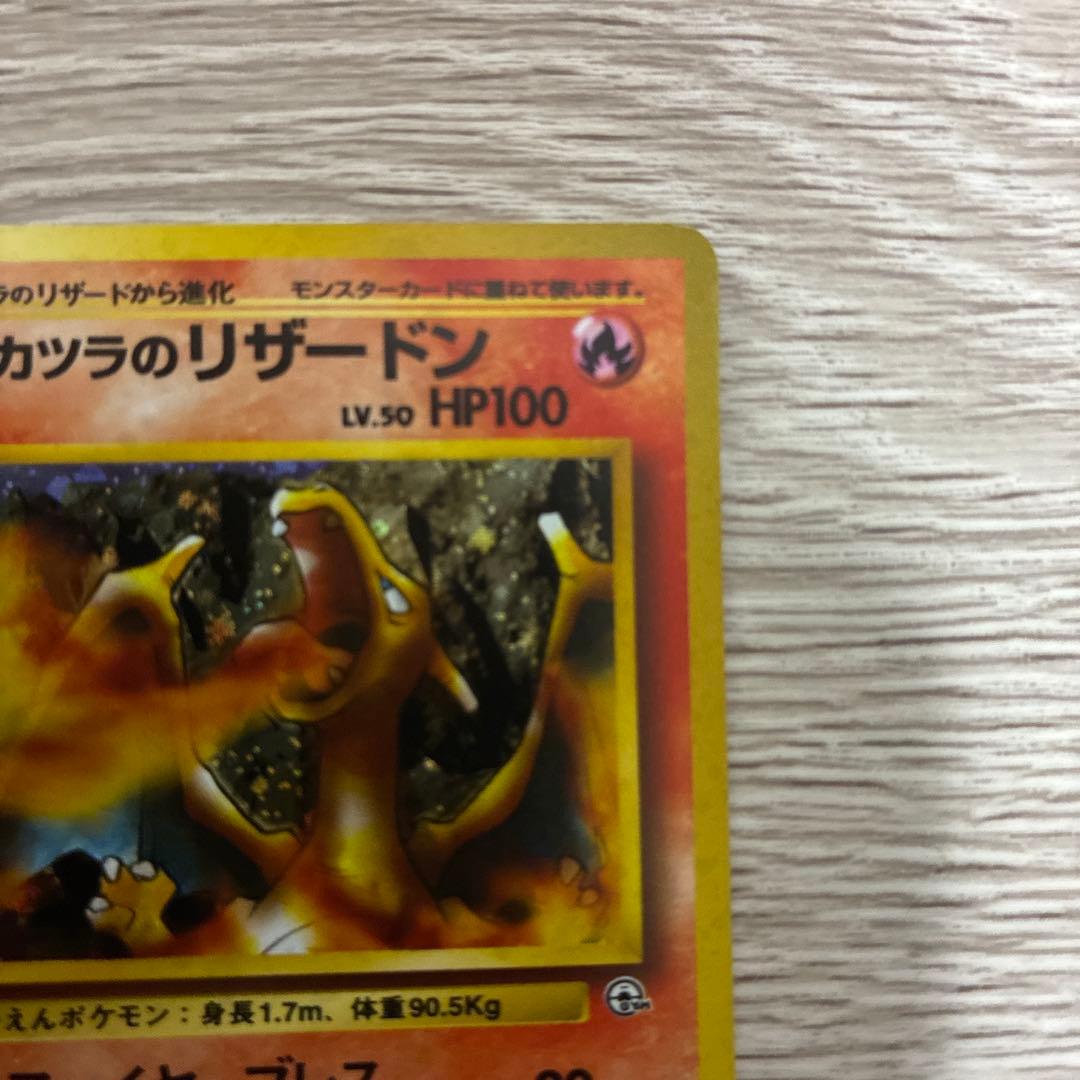 ラのリザードから進化 モンスターカードに重ねて使います。
カツラのリザードン
LV.50 HP100
えんポケモン：身長1.7m、体重90.5Kg
GYM